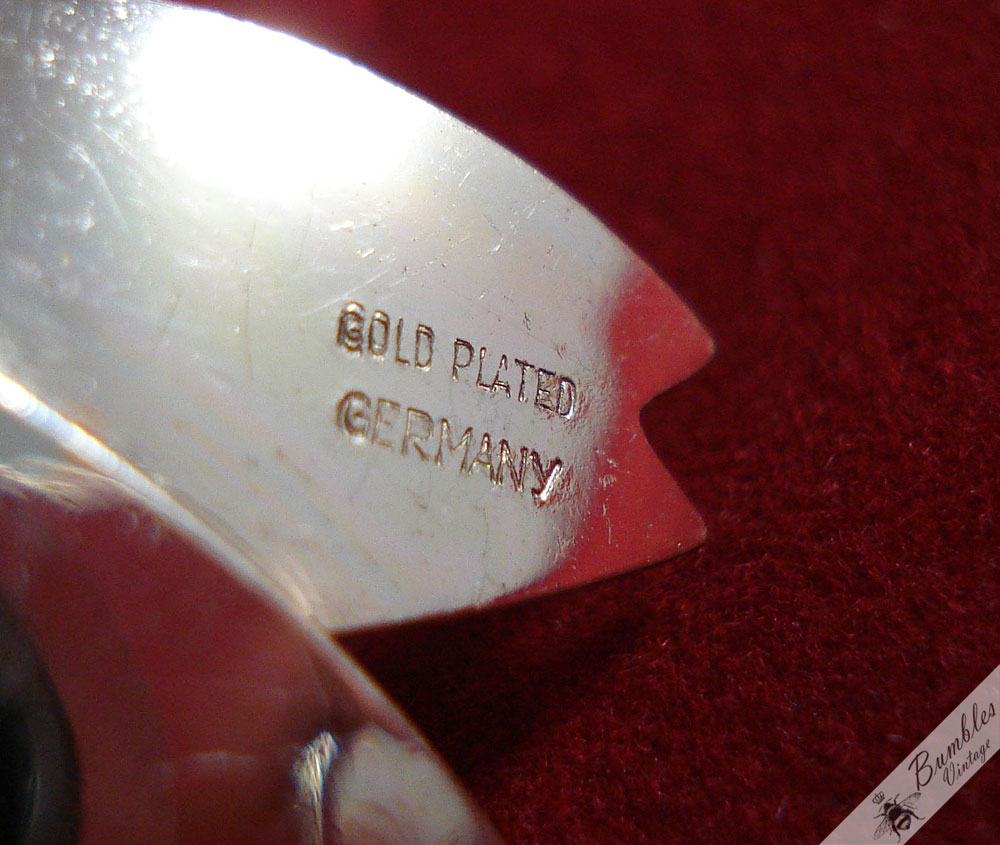 GOLD PLATED
GERMANY
Bumbles
Vintage